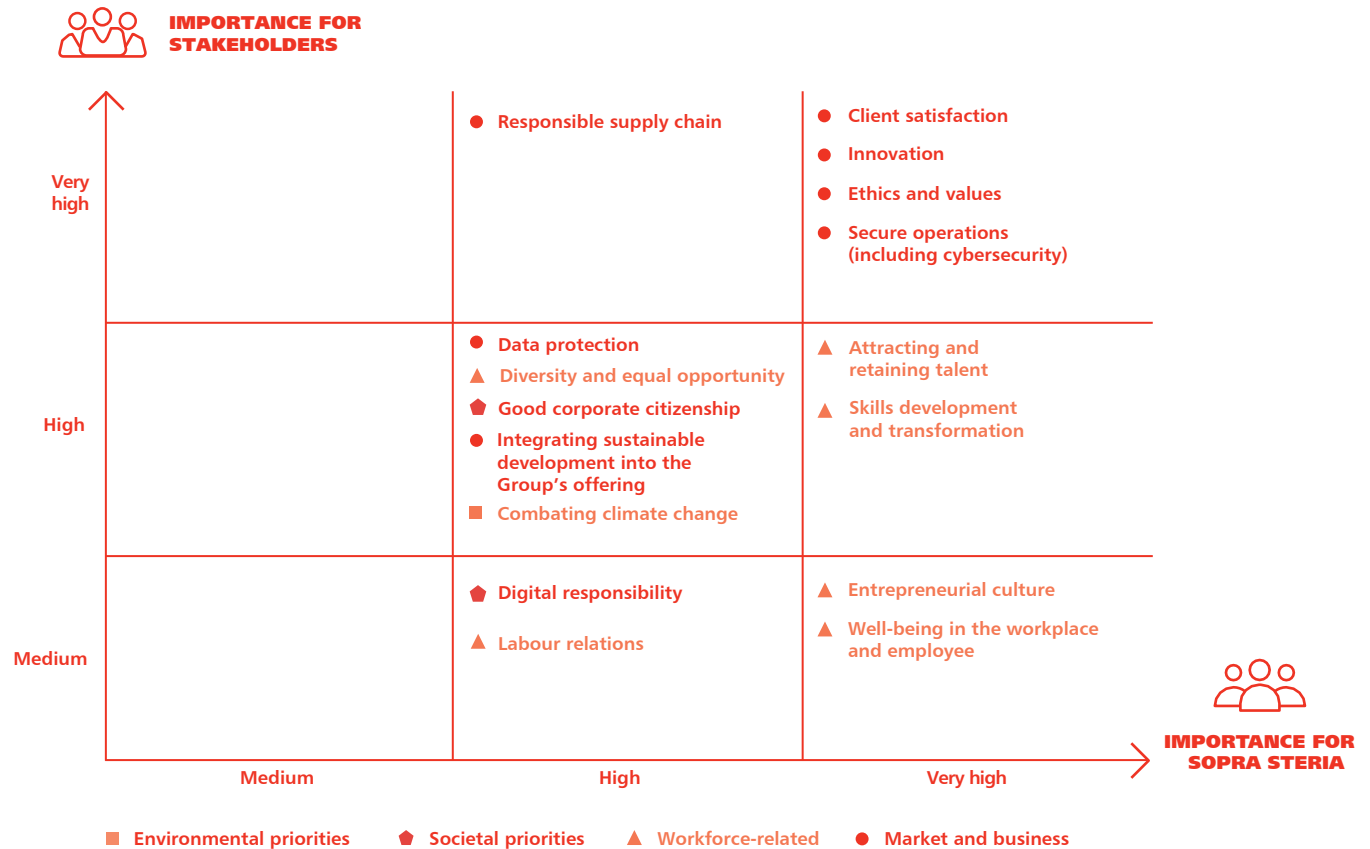 IMPORTANCE FOR
STAKEHOLDERS
Very
high
Responsible supply chain
Client satisfaction
Innovation
Ethics and values
Secure operations
(including cybersecurity)
High
Data protection
Diversity and equal opportunity
Good corporate citizenship
Integrating sustainable
development into the
Group’s offering
Combating climate change
Attracting and
retaining talent
Skills development
and transformation
Medium
Digital responsibility
Labour relations
Entrepreneurial culture
Well-being in the workplace
and employee
IMPORTANCE FOR
SOPRA STERIA
Medium
High
Very high
Environmental priorities
Societal priorities
Workforce-related
Market and business